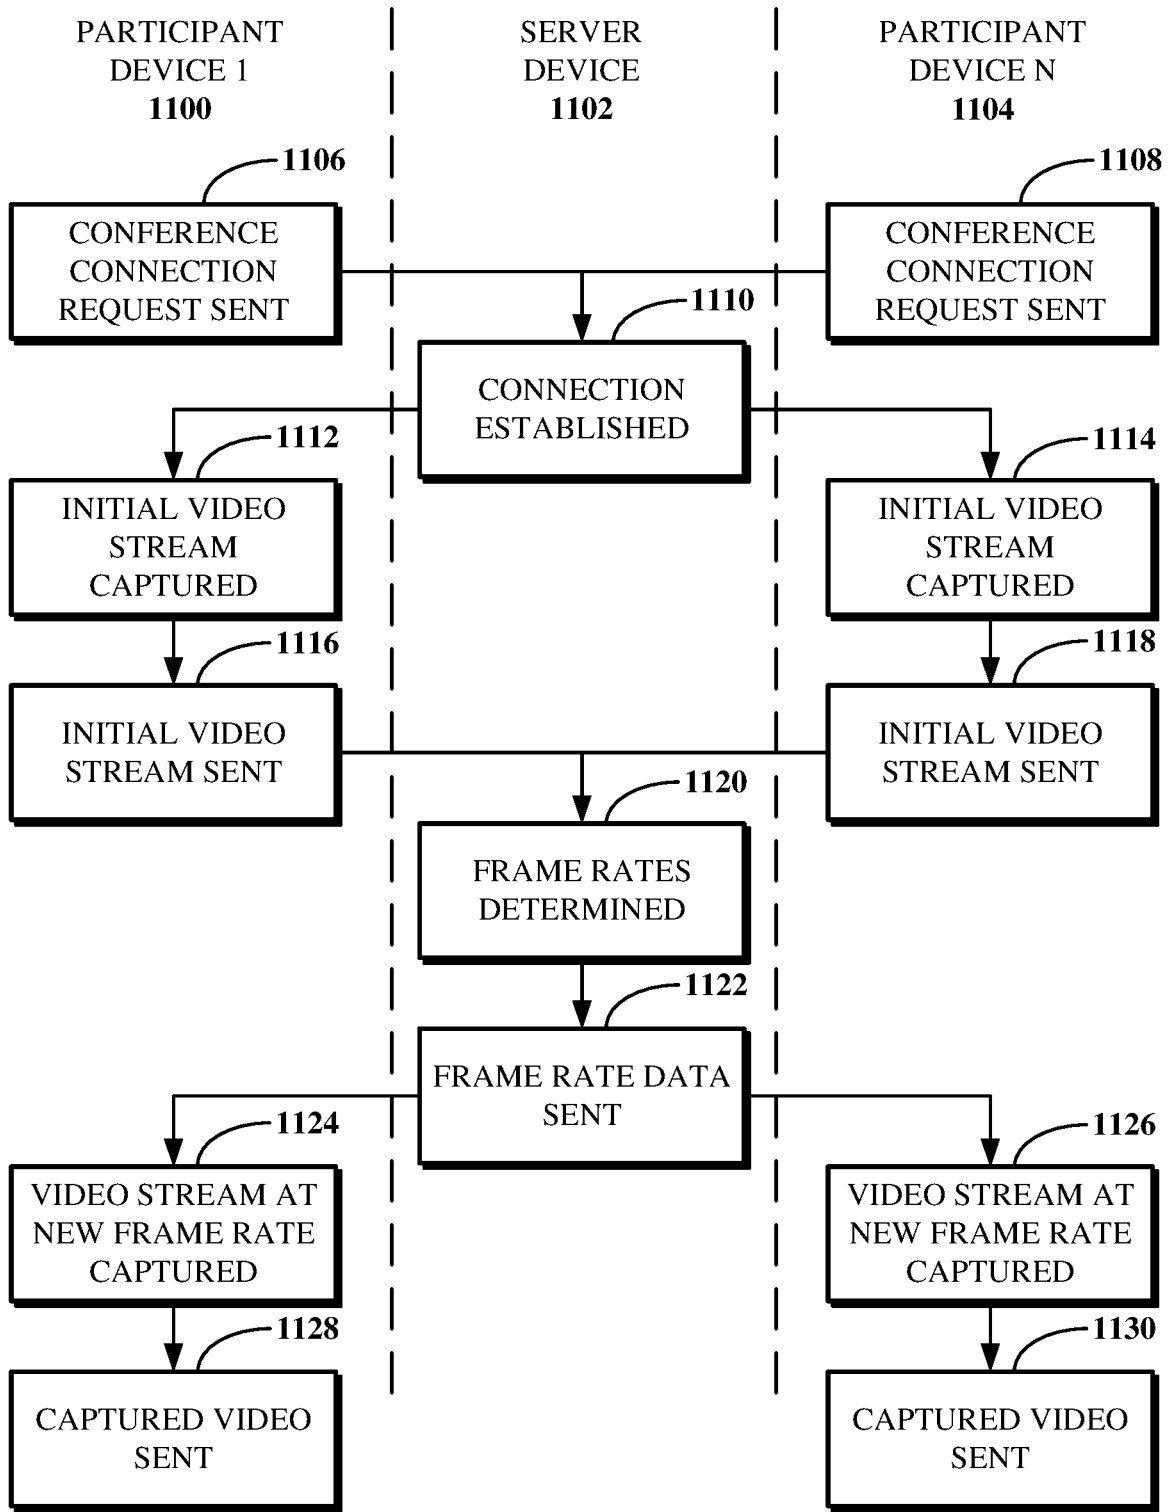 PARTICIPANT
DEVICE 1
1100
SERVER
DEVICE
1102
PARTICIPANT
DEVICE N
1104
1106
CONFERENCE
CONNECTION
REQUEST SENT
1108
CONFERENCE
CONNECTION
REQUEST SENT
1110
CONNECTION
ESTABLISHED
1112
INITIAL VIDEO
STREAM
CAPTURED
1114
INITIAL VIDEO
STREAM
CAPTURED
1116
INITIAL VIDEO
STREAM SENT
1118
INITIAL VIDEO
STREAM SENT
1120
FRAME RATES
DETERMINED
1122
FRAME RATE DATA
SENT
1124
VIDEO STREAM AT
NEW FRAME RATE
CAPTURED
1126
VIDEO STREAM AT
NEW FRAME RATE
CAPTURED
1128
CAPTURED VIDEO
SENT
1130
CAPTURED VIDEO
SENT